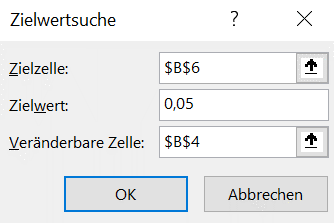 Zielwertsuche ?
Zielzelle: $B$6
Zielwert: 0,05
Veränderbare Zelle: $B$4
OK Abbrechen